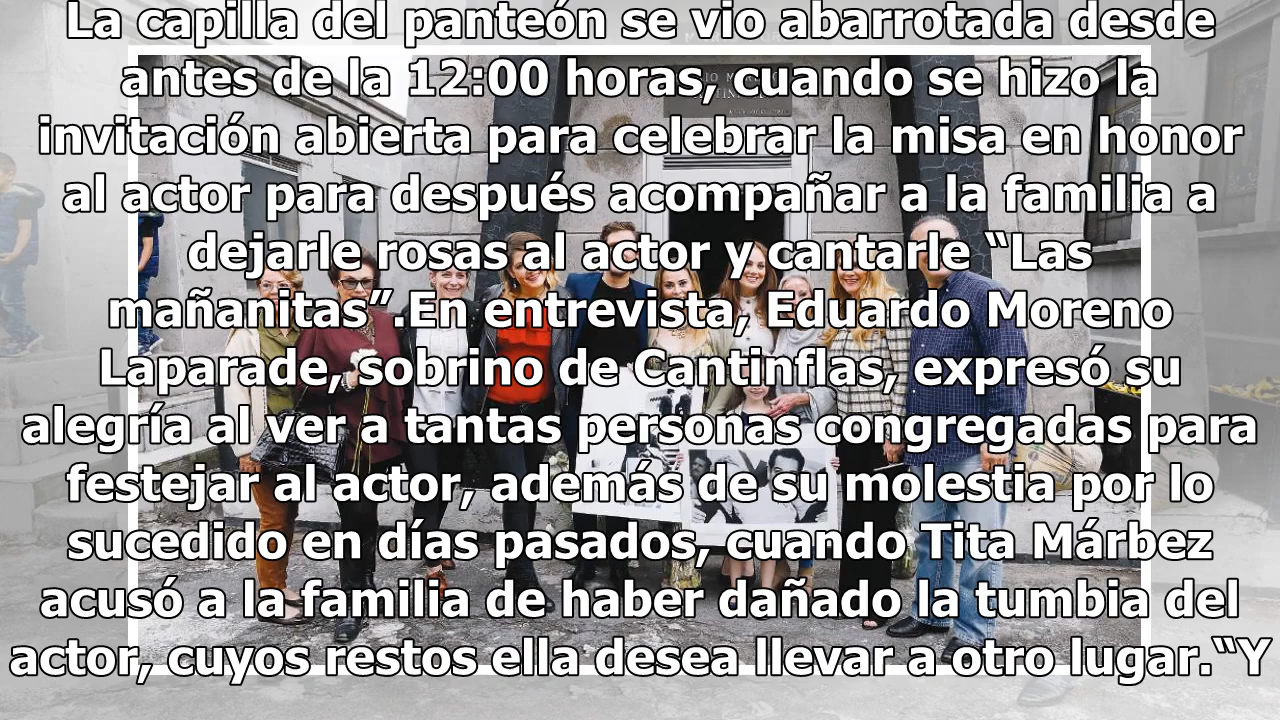 La capilla del panteón se vio abarrotada desde
antes de la 12:00 horas, cuando se hizo la
invitación abierta para celebrar la misa en honor
al actor para después acompañar a la familia a
dejarle rosas al actor y cantarle “Las
mañanitas”.En entrevista, Eduardo Moreno
Laparade, sobrino de Cantinflas, expresó su
alegría al ver a tantas personas congregadas para
festejar al actor, además de su molestia por lo
sucedido en días pasados, cuando Tita Márbez
acusó a la familia de haber dañado la tumbia del
actor, cuyos restos ella desea llevar a otro lugar.“Y